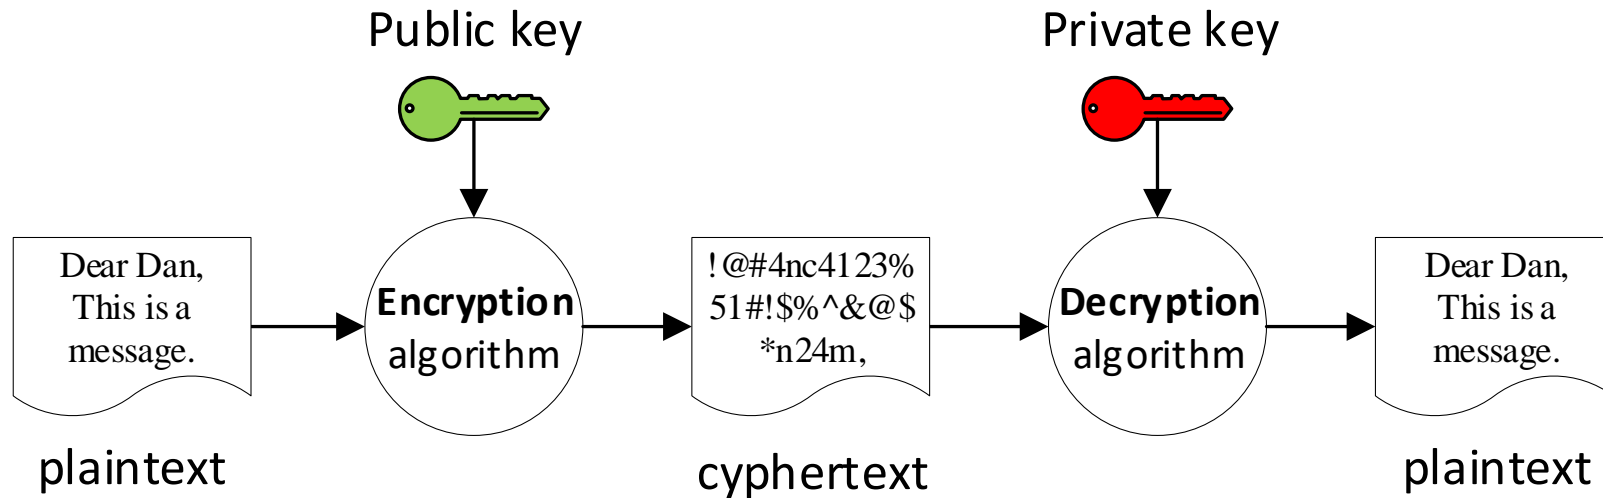 Public key
Private key
Dear Dan,
This is a
message.
Encryption
algorithm
!@#4nc4123%
51#!$%^&@$
*n24m,
Decryption
algorithm
Dear Dan,
This is a
message.
plaintext
cyphertext
plaintext